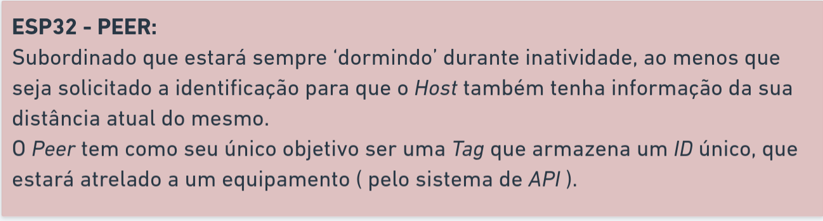 ESP32 - PEER:
Subordinado que estará sempre ‘dormindo’ durante inatividade, ao menos que
seja solicitado a identificação para que o Host também tenha informação da sua
distância atual do mesmo.
O Peer tem como seu único objetivo ser uma Tag que armazena um ID único, que
estará atrelado a um equipamento ( pelo sistema de API ).